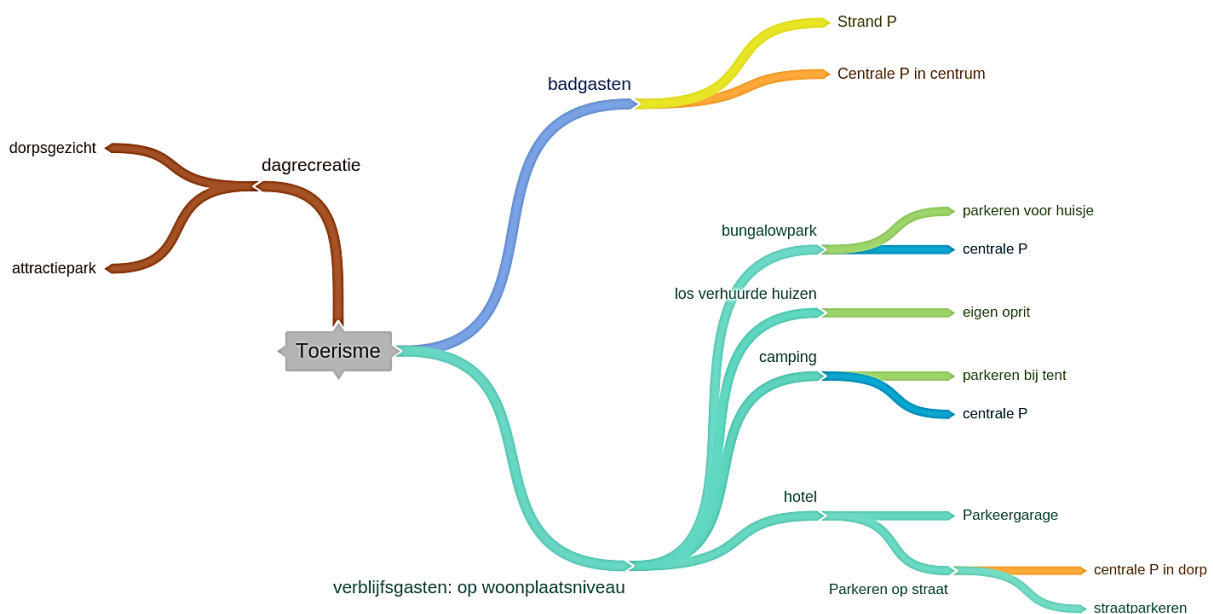 Strand P
Centrale P in centrum
badgasten
dorpsgezicht
dagrecreatie
attractiepark
parkeren voor huisje
bungalowpark
centrale P
los verhuurde huizen
eigen oprit
Toerisme
camping
parkeren bij tent
centrale P
hotel
Parkeergarage
centrale P in dorp
verblijfsgasten: op woonplaatsniveau
Parkeren op straat
straatparkeren